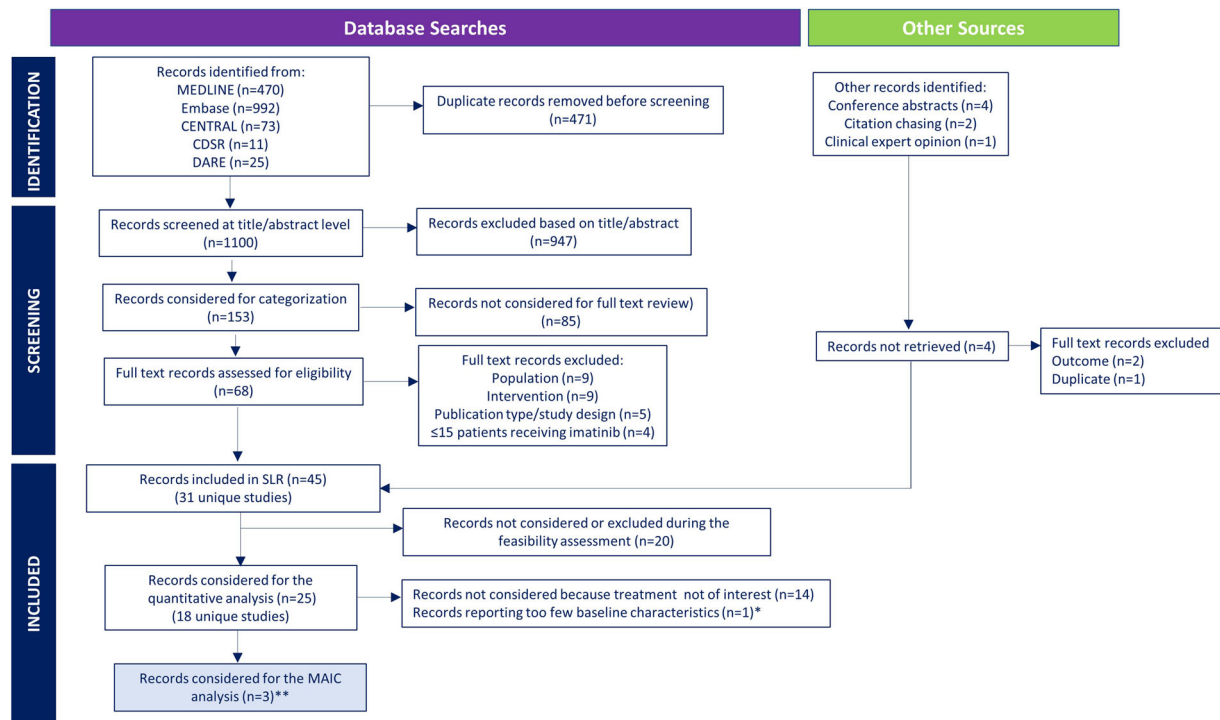 Database Searches
Other Sources
IDENTIFICATION
Records identified from:
MEDLINE (n=470)
Embase (n=992)
CENTRAL (n=73)
CDSR (n=11)
DARE (n=25)
Duplicate records removed before screening
(n=471)
Other records identified:
Conference abstracts (n=4)
Citation chasing (n=2)
Clinical expert opinion (n=1)
SCREENING
Records screened at title/abstract level
(n=1100)
Records excluded based on title/abstract
(n=947)
Records considered for categorization
(n=153)
Records not considered for full text review)
(n=85)
Full text records assessed for eligibility
(n=68)
Full text records excluded:
Population (n=9)
Intervention (n=9)
Publication type/study design (n=5)
≤15 patients receiving imatinib (n=4)
Records not retrieved (n=4)
Full text records excluded
Outcome (n=2)
Duplicate (n=1)
INCLUDED
Records included in SLR (n=45)
(31 unique studies)
Records not considered or excluded during the
feasibility assessment (n=20)
Records considered for the
quantitative analysis (n=25)
(18 unique studies)
Records not considered because treatment not of interest (n=14)
Records reporting too few baseline characteristics (n=1)*
Records considered for the MAIC
analysis (n=3)**